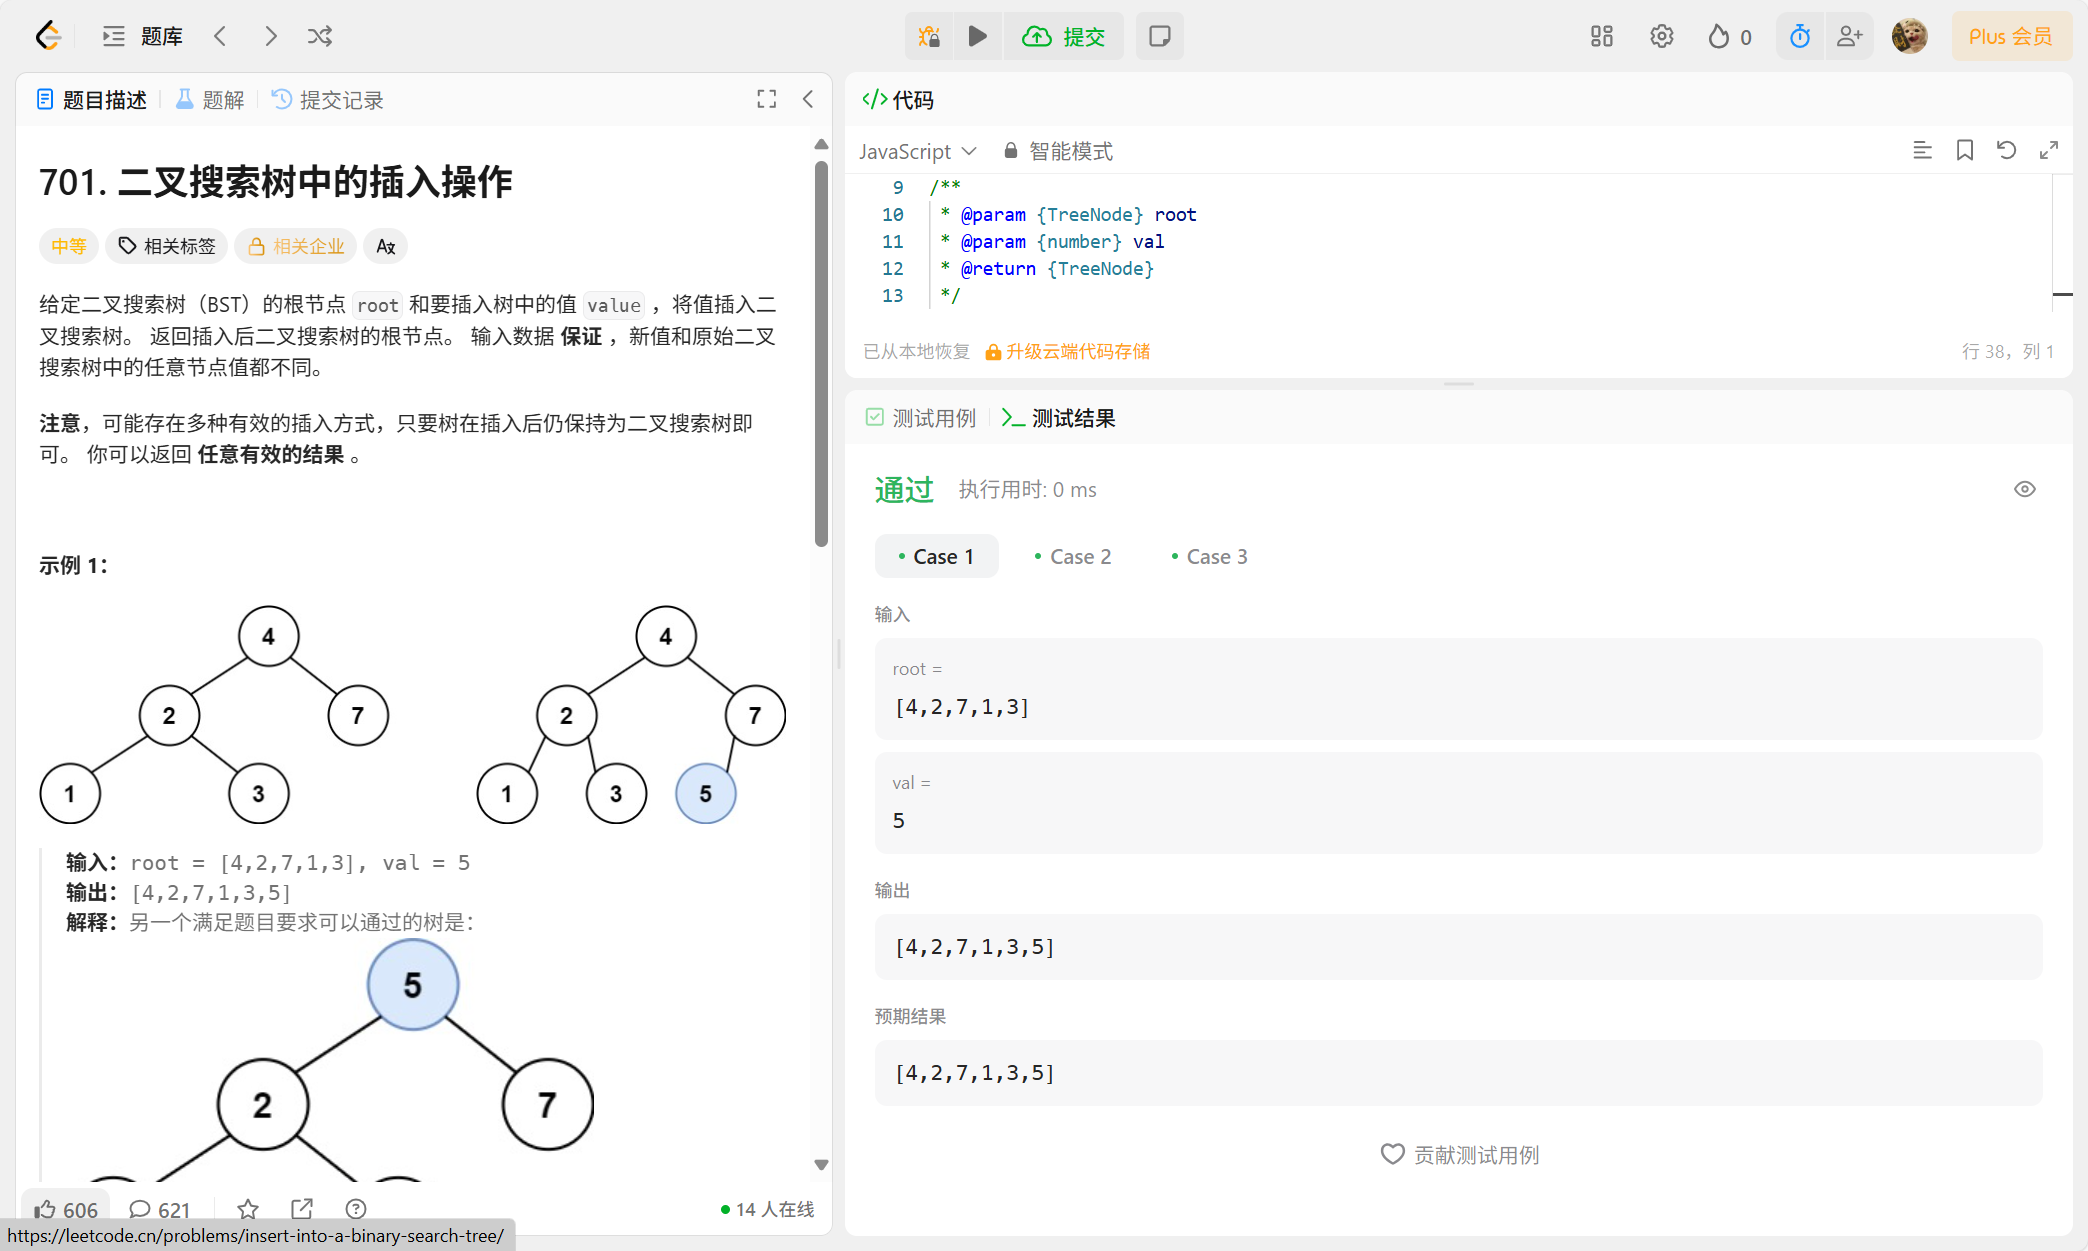 题库
提交
0
Plus 会员
题目描述
题解
提交记录
701. 二叉搜索树中的插入操作
中等
相关标签
相关企业
给定二叉搜索树（BST）的根节点 root 和要插入树中的值 value ，将值插入二
叉搜索树。 返回插入后二叉搜索树的根节点。 输入数据 保证 ，新值和原始二叉
搜索树中的任意节点值都不同。
注意，可能存在多种有效的插入方式，只要树在插入后仍保持为二叉搜索树即
可。 你可以返回 任意有效的结果 。
示例 1：
4
4
2
7
2
7
1
3
1
3
5
输入：root = [4,2,7,1,3], val = 5
输出：[4,2,7,1,3,5]
解释：另一个满足题目要求可以通过的树是：
5
2
7
606
621
14 人在线
https://leetcode.cn/problems/insert-into-a-binary-search-tree/
</>代码
JavaScript
智能模式
9 /**
10 * @param {TreeNode} root
11 * @param {number} val
12 * @return {TreeNode}
13 */
已从本地恢复
升级云端代码存储
行 38，列 1
测试用例
测试结果
通过
执行用时: 0 ms
Case 1
Case 2
Case 3
输入
root =
[4,2,7,1,3]
val =
5
输出
[4,2,7,1,3,5]
预期结果
[4,2,7,1,3,5]
贡献测试用例